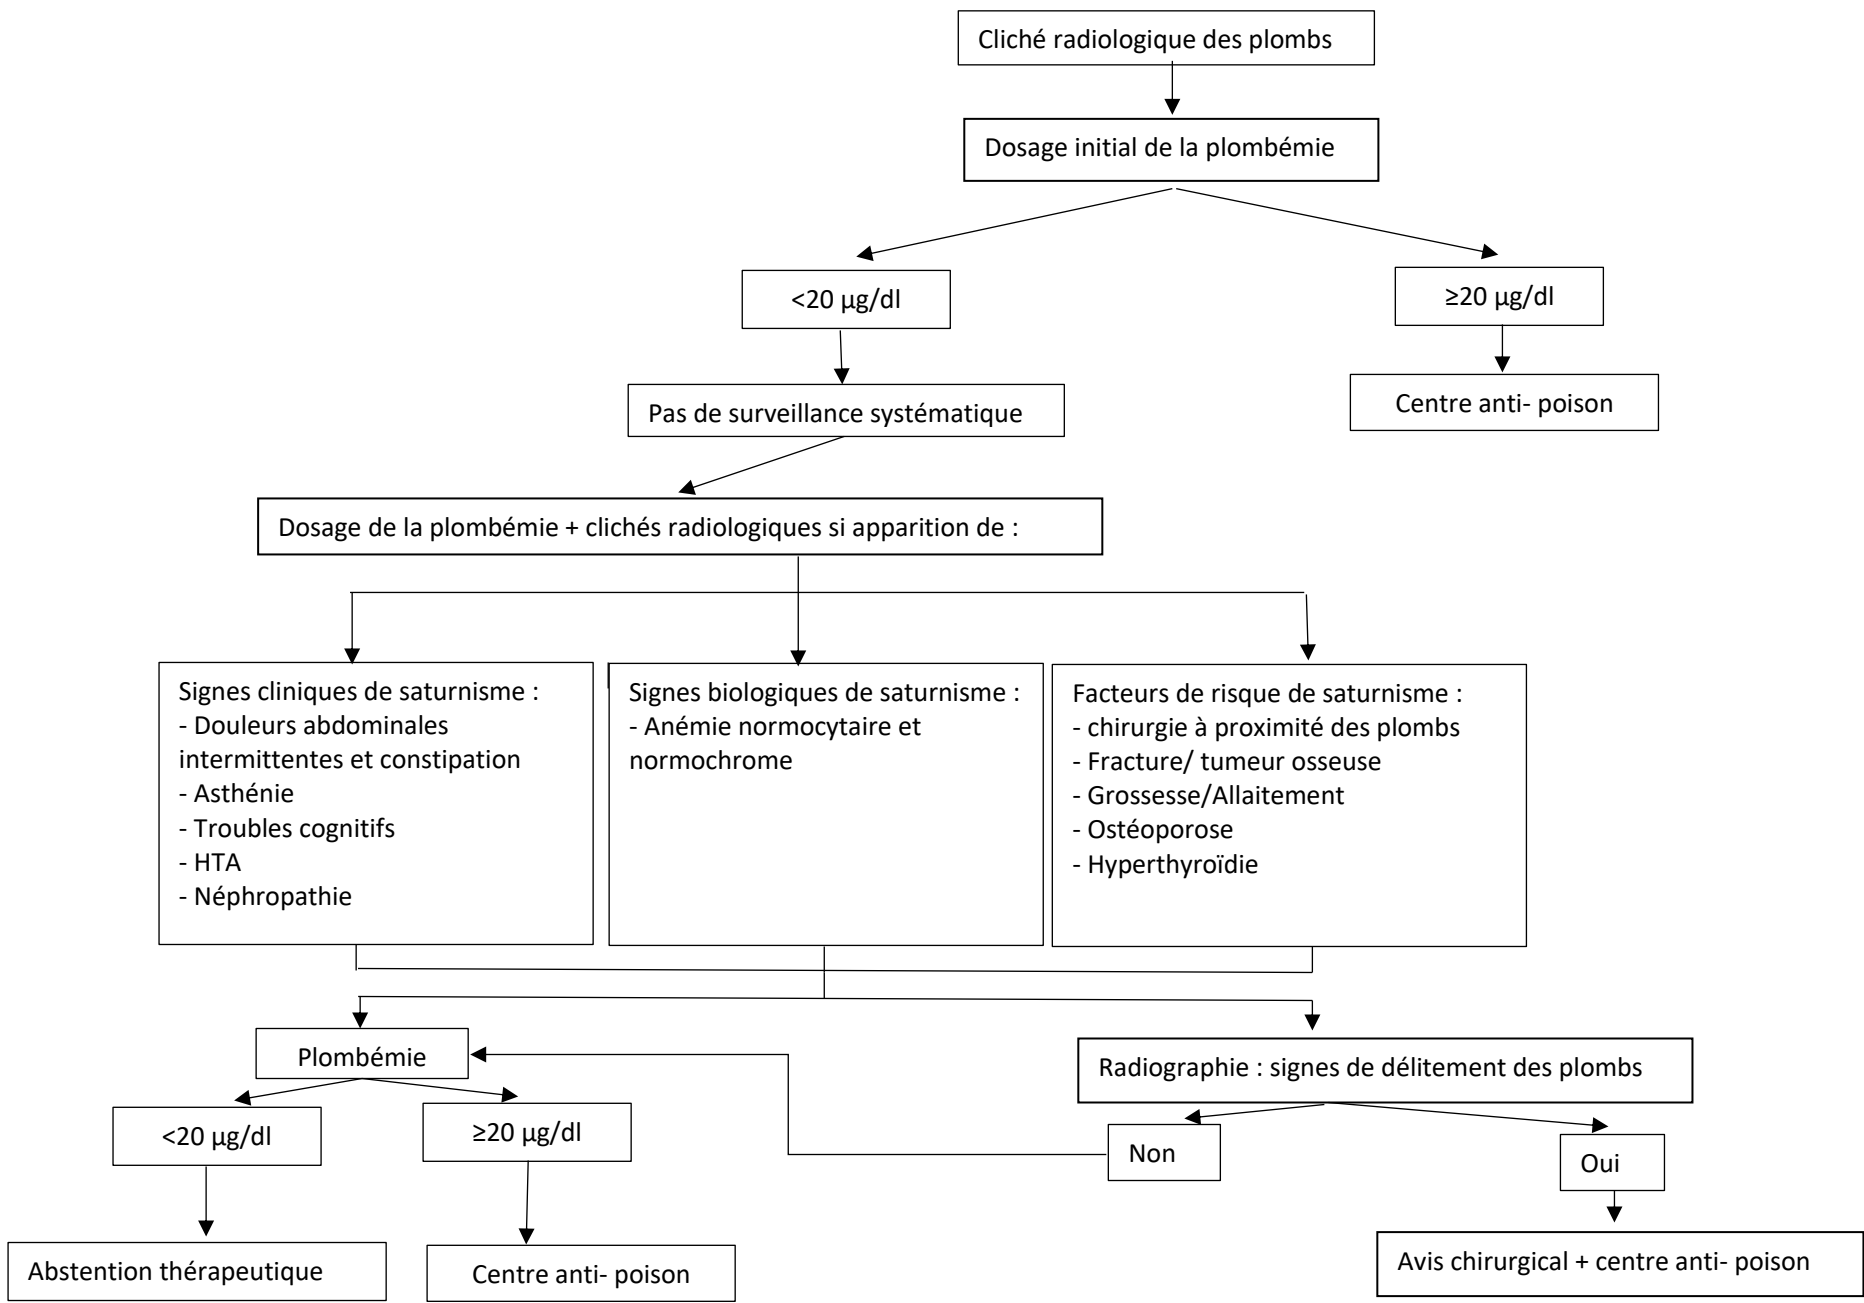 Cliché radiologique des plombs
Dosage initial de la plombémie
<20 µg/dl
≥20 µg/dl
Pas de surveillance systématique
Centre anti- poison
Dosage de la plombémie + clichés radiologiques si apparition de :
Signes cliniques de saturnisme :
- Douleurs abdominales
intermittentes et constipation
- Asthénie
- Troubles cognitifs
- HTA
- Néphropathie
Signes biologiques de saturnisme :
- Anémie normocytaire et
normochrome
Facteurs de risque de saturnisme :
- chirurgie à proximité des plombs
- Fracture/ tumeur osseuse
- Grossesse/Allaitement
- Ostéoporose
- Hyperthyroïdie
Plombémie
Radiographie : signes de délitement des plombs
<20 µg/dl
≥20 µg/dl
Non
Oui
Abstention thérapeutique
Centre anti- poison
Avis chirurgical + centre anti- poison